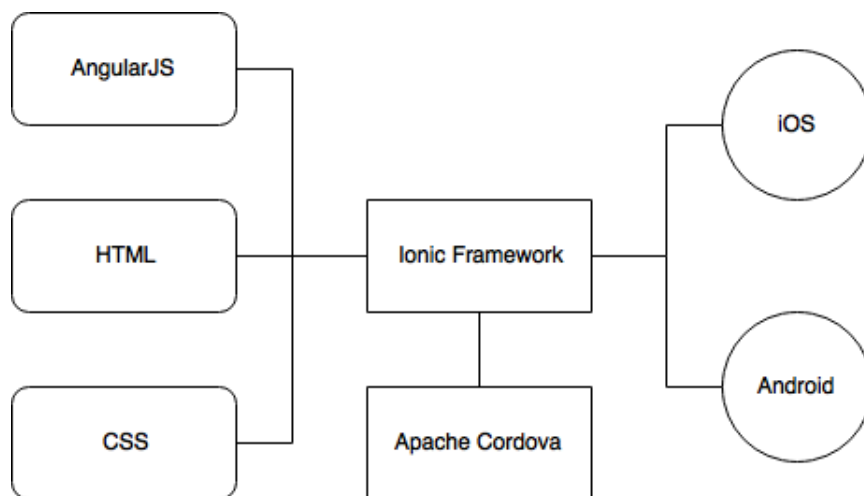 AngularJS
iOS
HTML
Ionic Framework
Android
CSS
Apache Cordova